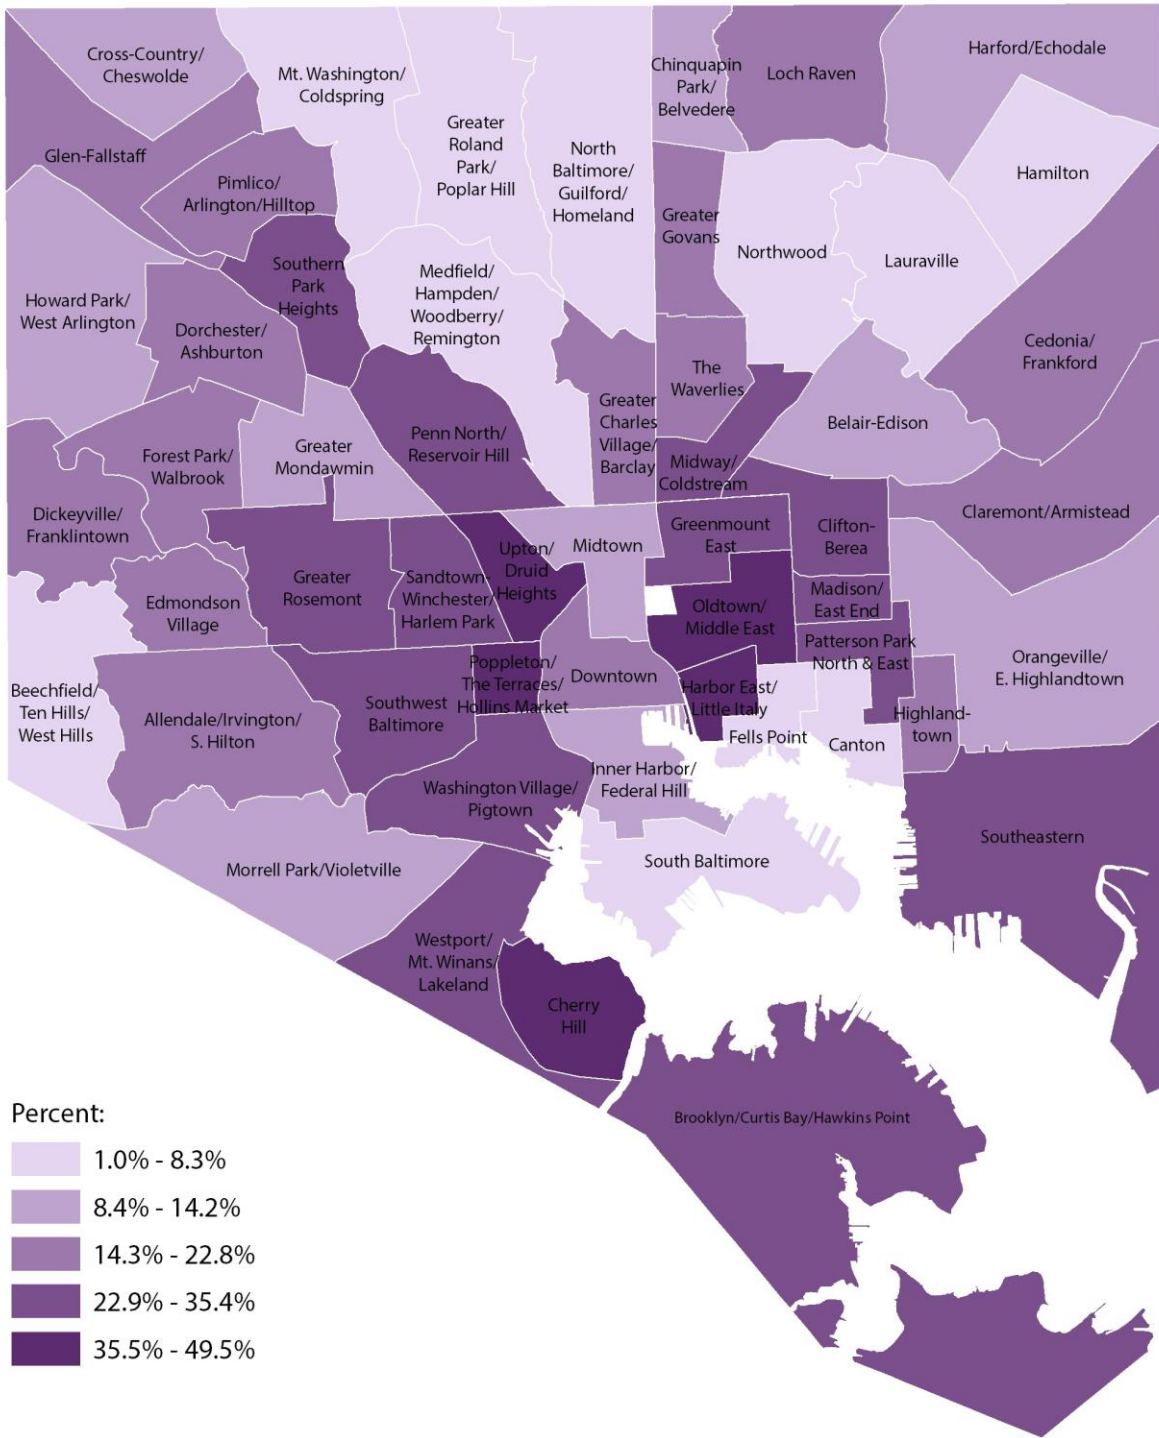 Cross-Country/
Cheswolde
Mt. Washington/
Coldspring
Greater
Roland
Park/
Poplar Hill
North
Baltimore/
Guilford/
Homeland
Chinquapin
Park/
Belvedere
Loch Raven
Harford/Echodale
Glen-Fallstaff
Pimlico/
Arlington/Hilltop
Hamilton
Greater
Govans
Northwood
Lauraville
Southern
Park
Heights
Medfield/
Hampden/
Woodberry/
Remington
Howard Park/
West Arlington
Dorchester/
Ashburton
Cedonia/
Frankford
The
Waverlies
Greater
Charles
Village/
Barclay
Belair-Edison
Penn North/
Reservoir Hill
Greater
Mondawmin
Forest Park/
Walbrook
Midway/
Coldstream
Dickeyville/
Franklintown
Claremont/Armistead
Greenmount
East
Clifton-
Berea
Midtown
Upton/
Druid
Heights
Greater
Rosemont
Sandtown-
Winchester/
Harlem Park
Edmondson
Village
Oldtown/
Middle East
Madison/
East End
Patterson Park
North & East
Orangeville/
E. Highlandtown
Beechfield/
Ten Hills/
West Hills
Allendale/Irvington/
S. Hilton
Southwest
Baltimore
Poppleton/
The Terraces/
Hollins Market
Downtown
Harbor East/
Little Italy
Highland-
town
Fells Point
Canton
Inner Harbor/
Federal Hill
Washington Village/
Pigtown
Southeastern
South Baltimore
Morrell Park/Violetville
Westport/
Mt. Winans/
Lakeland
Cherry
Hill
Brooklyn/Curtis Bay/Hawkins Point
Percent:
1.0% - 8.3%
8.4% - 14.2%
14.3% - 22.8%
22.9% - 35.4%
35.5% - 49.5%